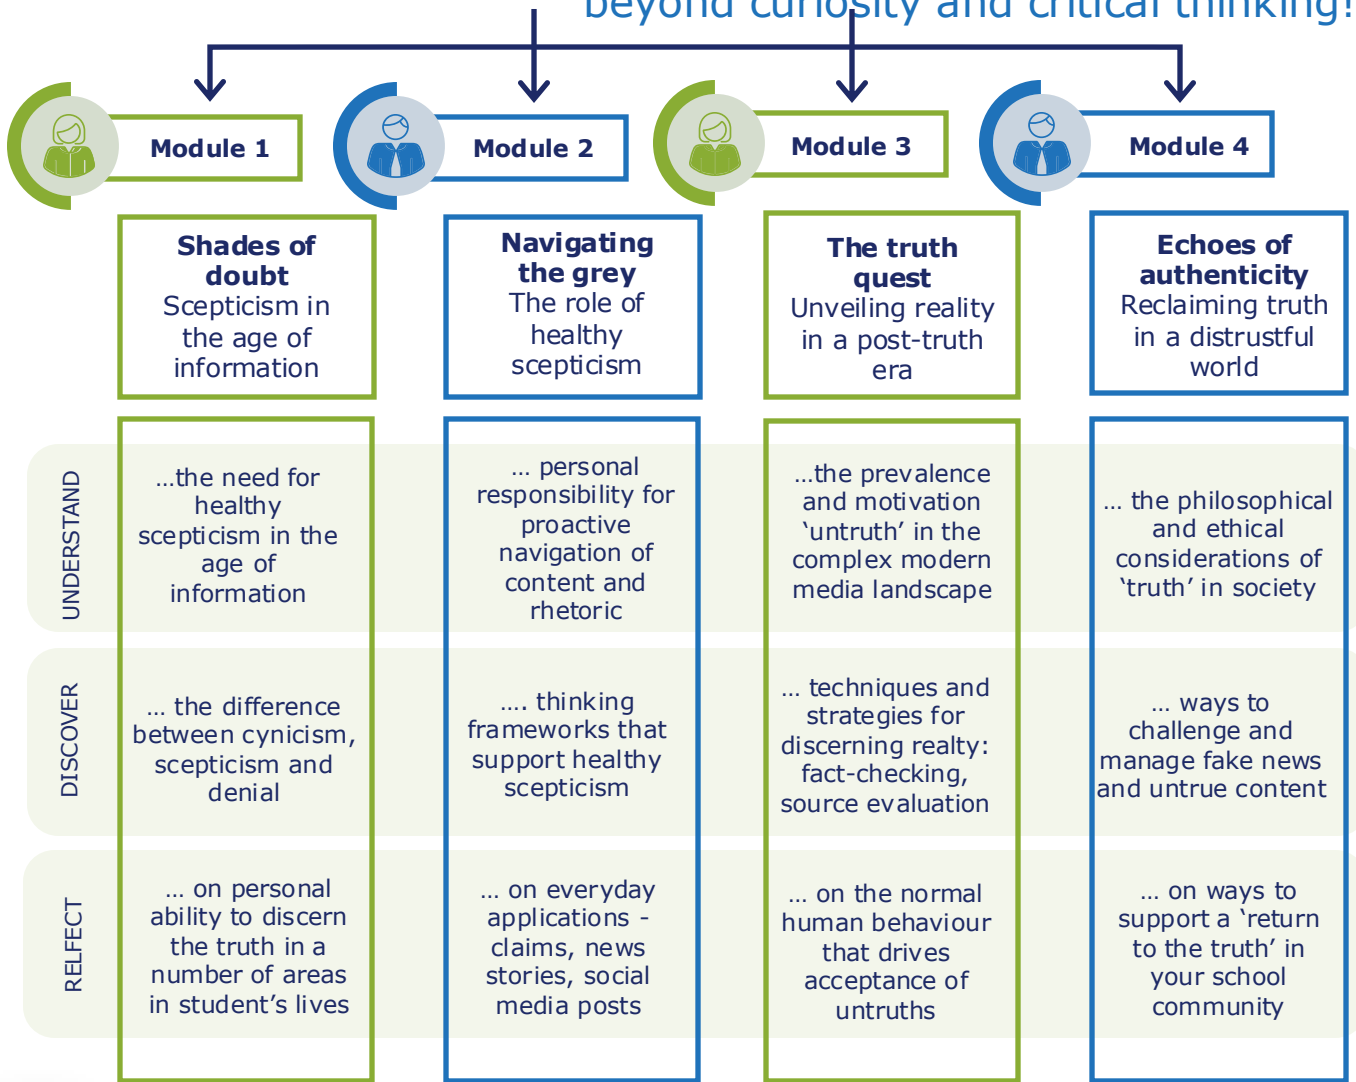 beyond curiosity and critical thinking!
Module 1
Module 2
Module 3
Module 4
Shades of
doubt
Scepticism in
the age of
information
Navigating
the grey
The role of
healthy
scepticism
The truth
quest
Unveiling reality
in a post-truth
era
Echoes of
authenticity
Reclaiming truth
in a distrustful
world
UNDERSTAND
...the need for
healthy
scepticism in the
age of
information
... personal
responsibility for
proactive
navigation of
content and
rhetoric
...the prevalence
and motivation
‘untruth’ in the
complex modern
media landscape
... the philosophical
and ethical
considerations of
‘truth’ in society
DISCOVER
... the difference
between cynicism,
scepticism and
denial
.... thinking
frameworks that
support healthy
scepticism
... techniques and
strategies for
discerning realty:
fact-checking,
source evaluation
... ways to
challenge and
manage fake news
and untrue content
RELFECT
... on personal
ability to discern
the truth in a
number of areas
in student’s lives
... on everyday
applications -
claims, news
stories, social
media posts
... on the normal
human behaviour
that drives
acceptance of
untruths
... on ways to
support a ‘return
to the truth’ in
your school
community